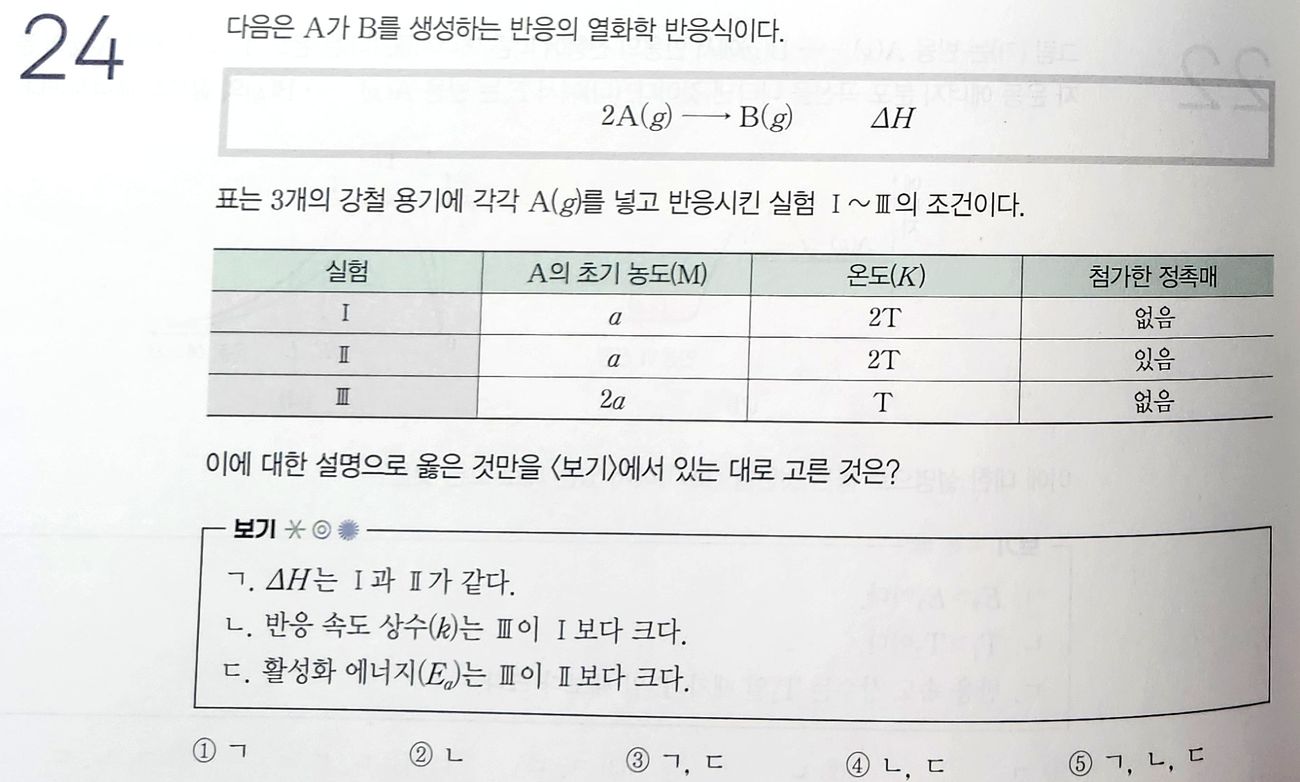 24
다음은 A가 B를 생성하는 반응의 열화학 반응식이다.
2A(g) ⟶ B(g) ΔH
표는 3개의 강철 용기에 각각 A(g)를 넣고 반응시킨 실험 Ⅰ~Ⅲ의 조건이다.
실험 A의 초기 농도(M) 온도(K) 첨가한 정촉매
Ⅰ a 2T 없음
Ⅱ a 2T 있음
Ⅲ 2a T 없음
이에 대한 설명으로 옳은 것만을 〈보기〉에서 있는 대로 고른 것은?
보기
ㄱ. ΔH는 Ⅰ과 Ⅱ가 같다.
ㄴ. 반응 속도 상수(k)는 Ⅲ이 Ⅰ보다 크다.
ㄷ. 활성화 에너지(Eₐ)는 Ⅲ이 Ⅱ보다 크다.
① ㄱ ② ㄴ ③ ㄱ, ㄷ ④ ㄴ, ㄷ ⑤ ㄱ, ㄴ, ㄷ